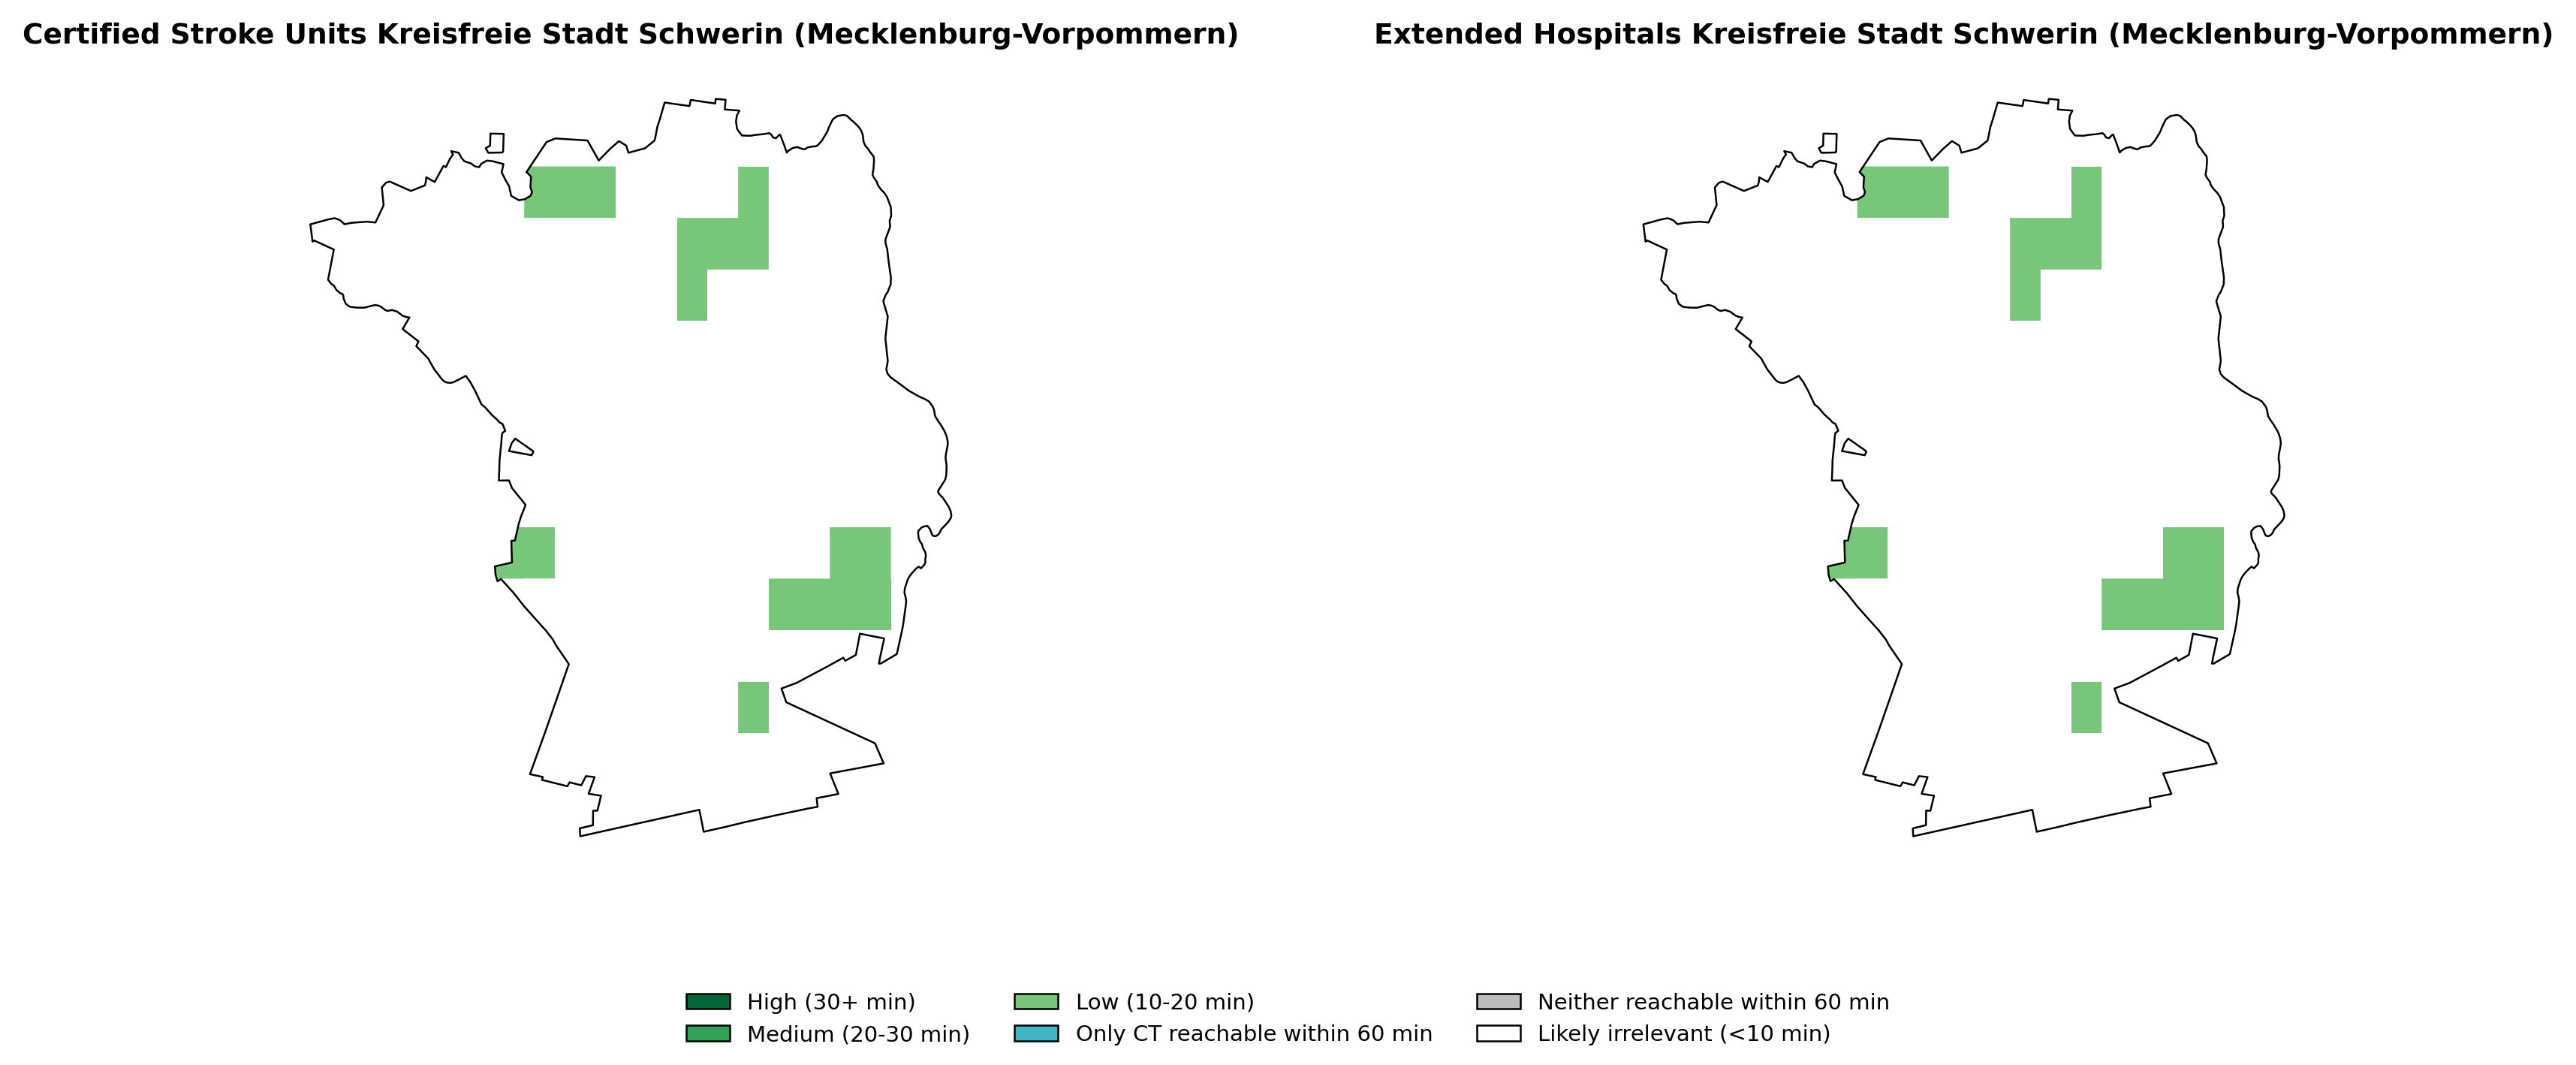 Certified Stroke Units Kreisfreie Stadt Schwerin (Mecklenburg-Vorpommern)
Extended Hospitals Kreisfreie Stadt Schwerin (Mecklenburg-Vorpommern)
High (30+ min)
Medium (20-30 min)
Low (10-20 min)
Only CT reachable within 60 min
Neither reachable within 60 min
Likely irrelevant (<10 min)